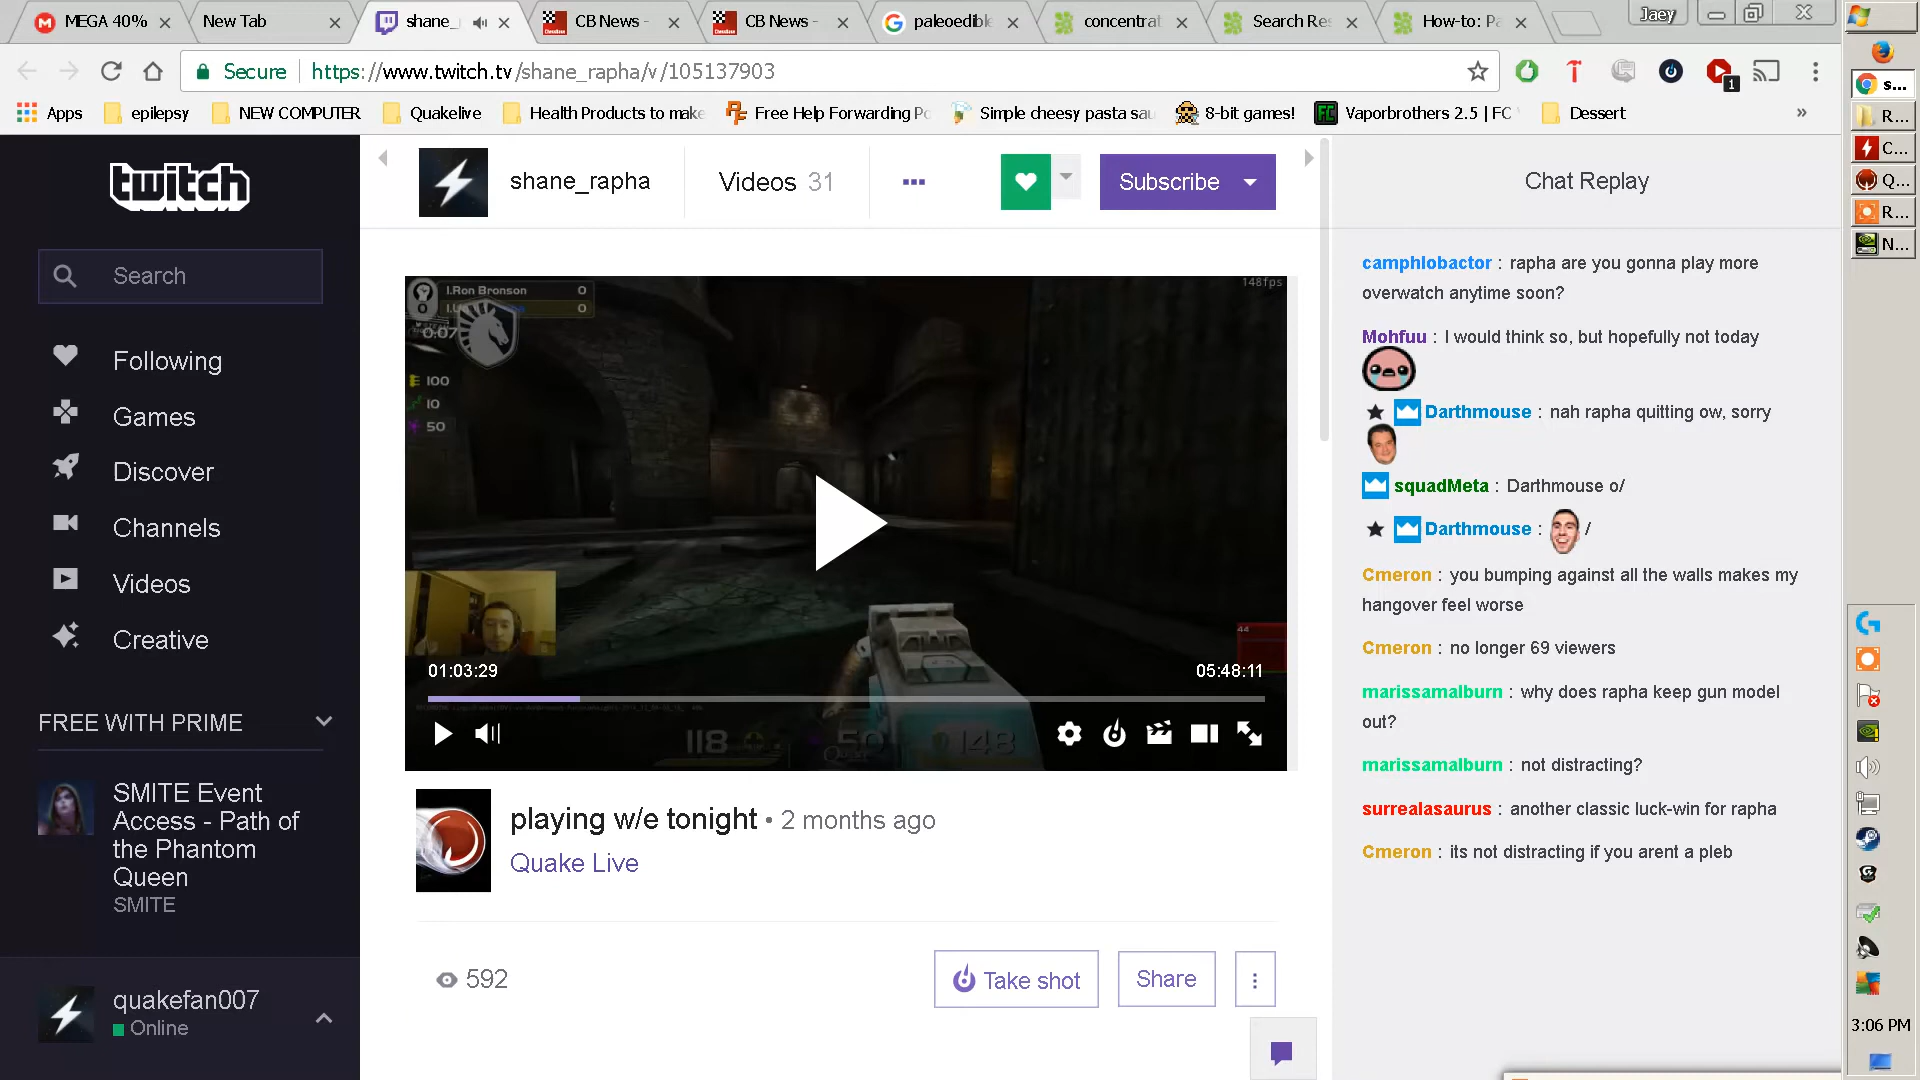 MEGA 40%
New Tab
shane_
CB News -
CB News -
paleoedibl
concentra
Search Res
How-to: Pa
Jaey
Secure
https://www.twitch.tv/shane_rapha/v/105137903
1
Apps
epilepsy
NEW COMPUTER
Quakelive
Health Products to make
Free Help Forwarding Po
Simple cheesy pasta sau
8-bit games!
Vaporbrothers 2.5 | FC
Dessert
»
s...
R...
C...
Q...
R...
N...
3:06 PM
twitch
Search
Following
Games
Discover
Channels
Videos
Creative
FREE WITH PRIME
SMITE Event
Access - Path of
the Phantom
Queen
SMITE
quakefan007
Online
shane_rapha
Videos 31
Subscribe
I.Ron Bronson 0
0
0:07
148fps
100
10
50
44
118
50
148
01:03:29
05:48:11
playing w/e tonight • 2 months ago
Quake Live
592
Take shot
Share
Chat Replay
camphlobactor : rapha are you gonna play more
overwatch anytime soon?
Mohfuu : I would think so, but hopefully not today
Darthmouse : nah rapha quitting ow, sorry
squadMeta : Darthmouse o/
Darthmouse : /
Cmeron : you bumping against all the walls makes my
hangover feel worse
Cmeron : no longer 69 viewers
marissamalburn : why does rapha keep gun model
out?
marissamalburn : not distracting?
surrealasaurus : another classic luck-win for rapha
Cmeron : its not distracting if you arent a pleb